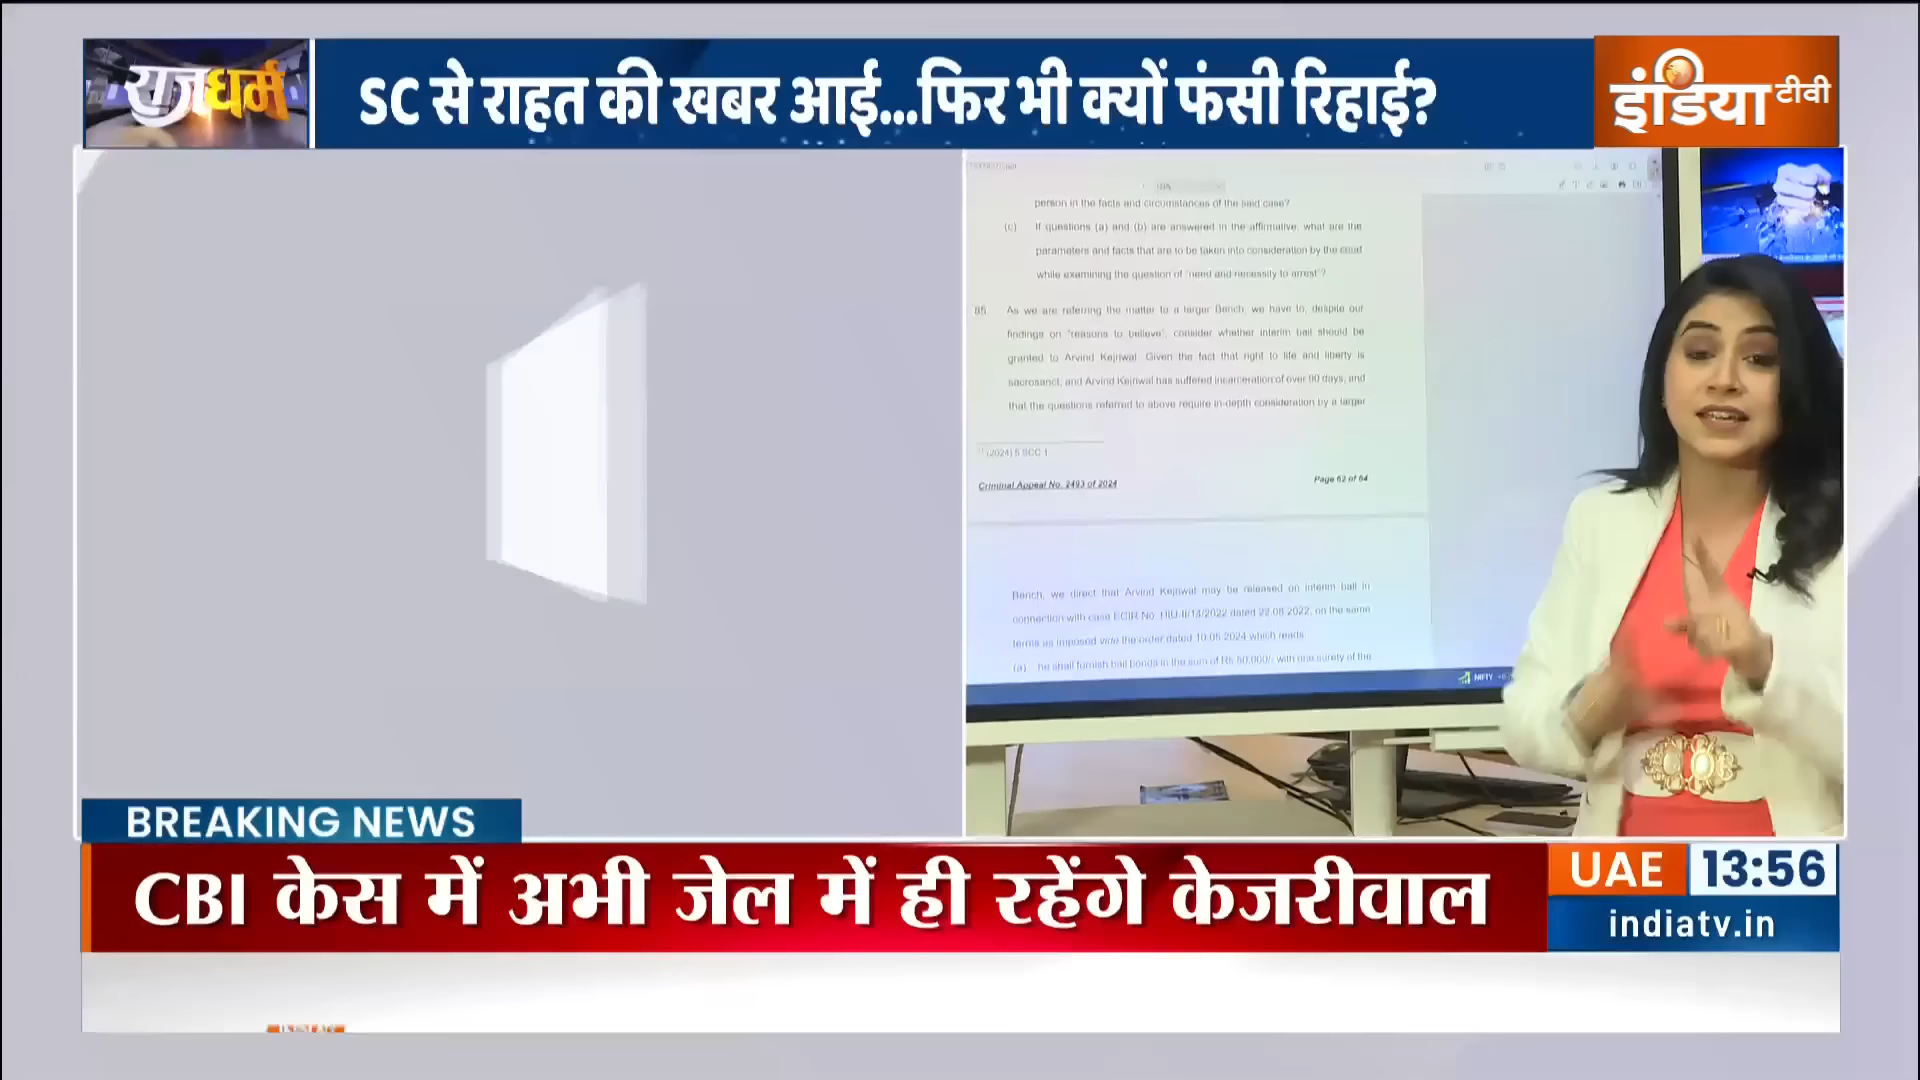 राजधर्म
SC से राहत की खबर आई...फिर भी क्यों फंसी रिहाई?
इंडिया टीवी
person in the facts and circumstances of the said case?
(c) If questions (a) and (b) are answered in the affirmative, what are the
parameters and facts that are to be taken into consideration by the court
while examining the question of "need and necessity to arrest"?
85. As we are referring the matter to a larger Bench, we have to, despite our
findings on "reasons to believe", consider whether interim bail should be
granted to Arvind Kejriwal. Given the fact that right to life and liberty is
sacrosanct, and Arvind Kejriwal has suffered incarceration of over 90 days, and
that the questions referred to above require in-depth consideration by a larger
(2024) 5 SCC 1
Criminal Appeal No. 2493 of 2024
Page 62 of 64
Bench, we direct that Arvind Kejriwal may be released on interim bail in
connection with case ECIR No. HIU-II/14/2022 dated 22.08.2022, on the same
terms as imposed vide the order dated 10.05.2024 which reads
(a) he shall furnish bail bonds in the sum of Rs.50,000/- with one surety of the
NIFTY
BREAKING NEWS
CBI केस में अभी जेल में ही रहेंगे केजरीवाल
UAE 13:56
indiatv.in